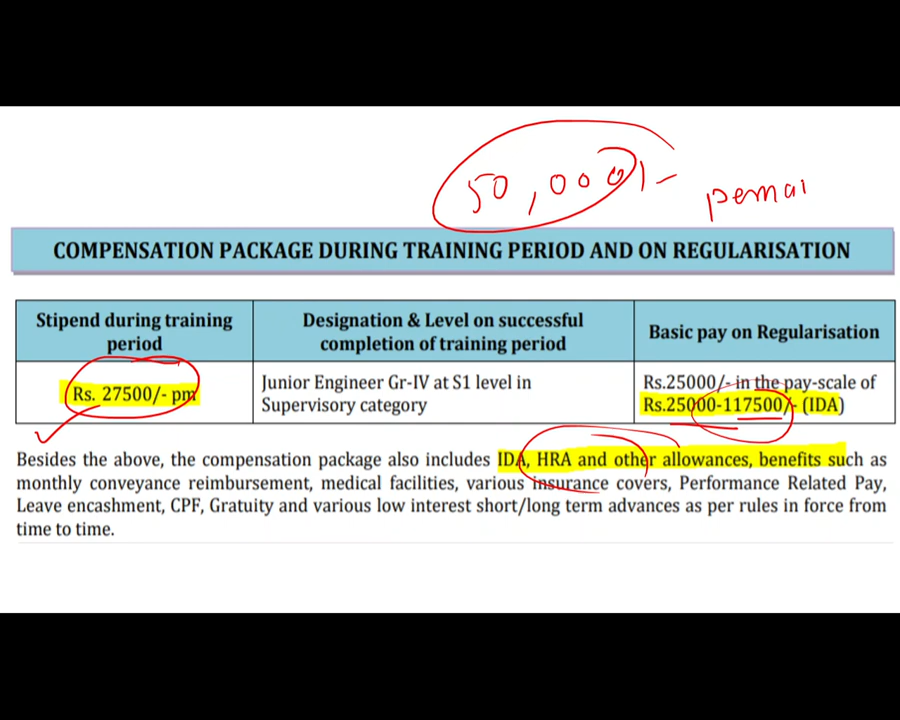 50,000/-
COMPENSATION PACKAGE DURING TRAINING PERIOD AND ON REGULARISATION
Stipend during training
period
Designation & Level on successful
completion of training period
Basic pay on Regularisation
Rs. 27500/- pm
Junior Engineer Gr-IV at S1 level in
Supervisory category
Rs.25000/- in the pay-scale of
Rs.25000-117500/- (IDA)
Besides the above, the compensation package also includes IDA, HRA and other allowances, benefits such as
monthly conveyance reimbursement, medical facilities, various insurance covers, Performance Related Pay,
Leave encashment, CPF, Gratuity and various low interest short/long term advances as per rules in force from
time to time.